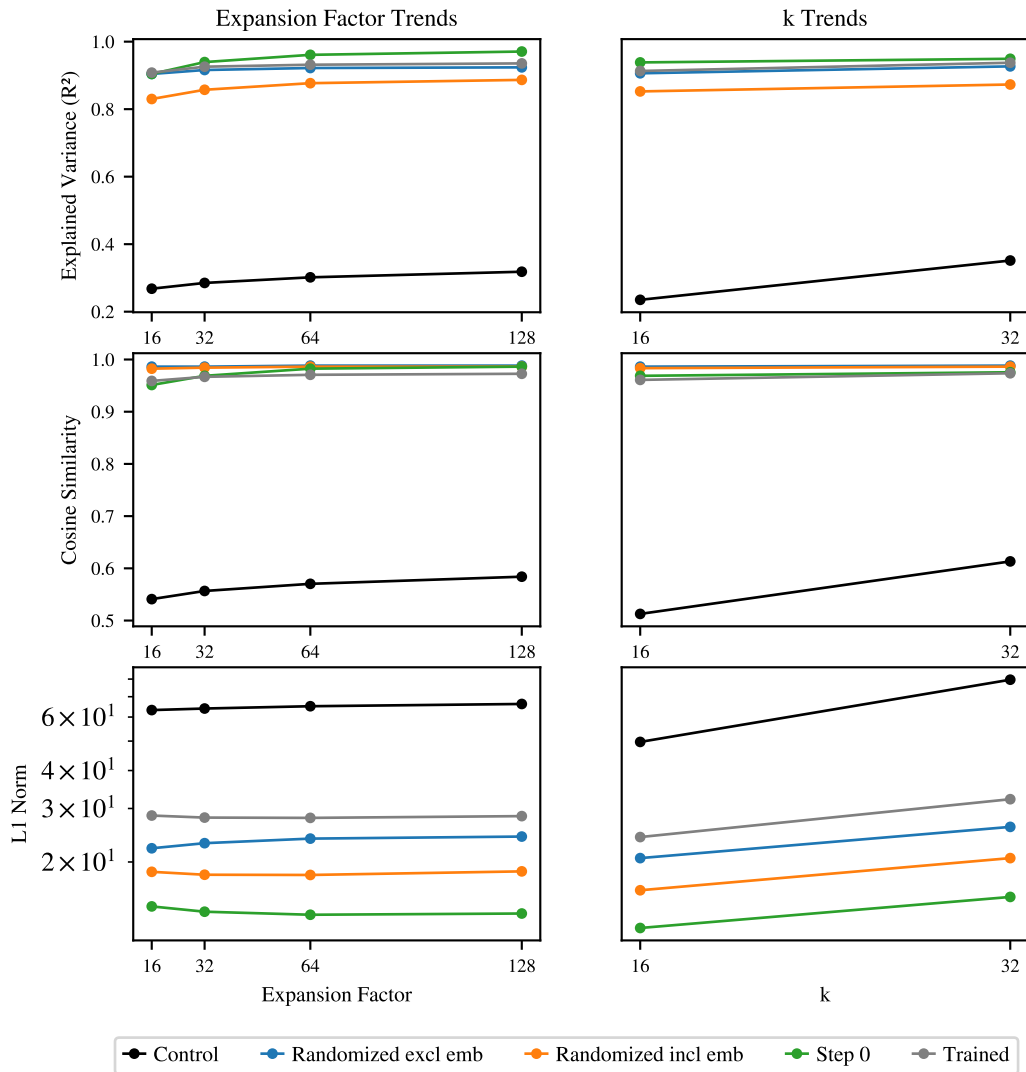 Expansion Factor Trends
k Trends
Explained Variance (R²)
1.0
0.8
0.6
0.4
0.2
16 32 64 128
16 32
Cosine Similarity
1.0
0.9
0.8
0.7
0.6
0.5
16 32 64 128
16 32
L1 Norm
6×10¹
4×10¹
3×10¹
2×10¹
16 32 64 128
16 32
Expansion Factor
k
Control Randomized excl emb Randomized incl emb Step 0 Trained